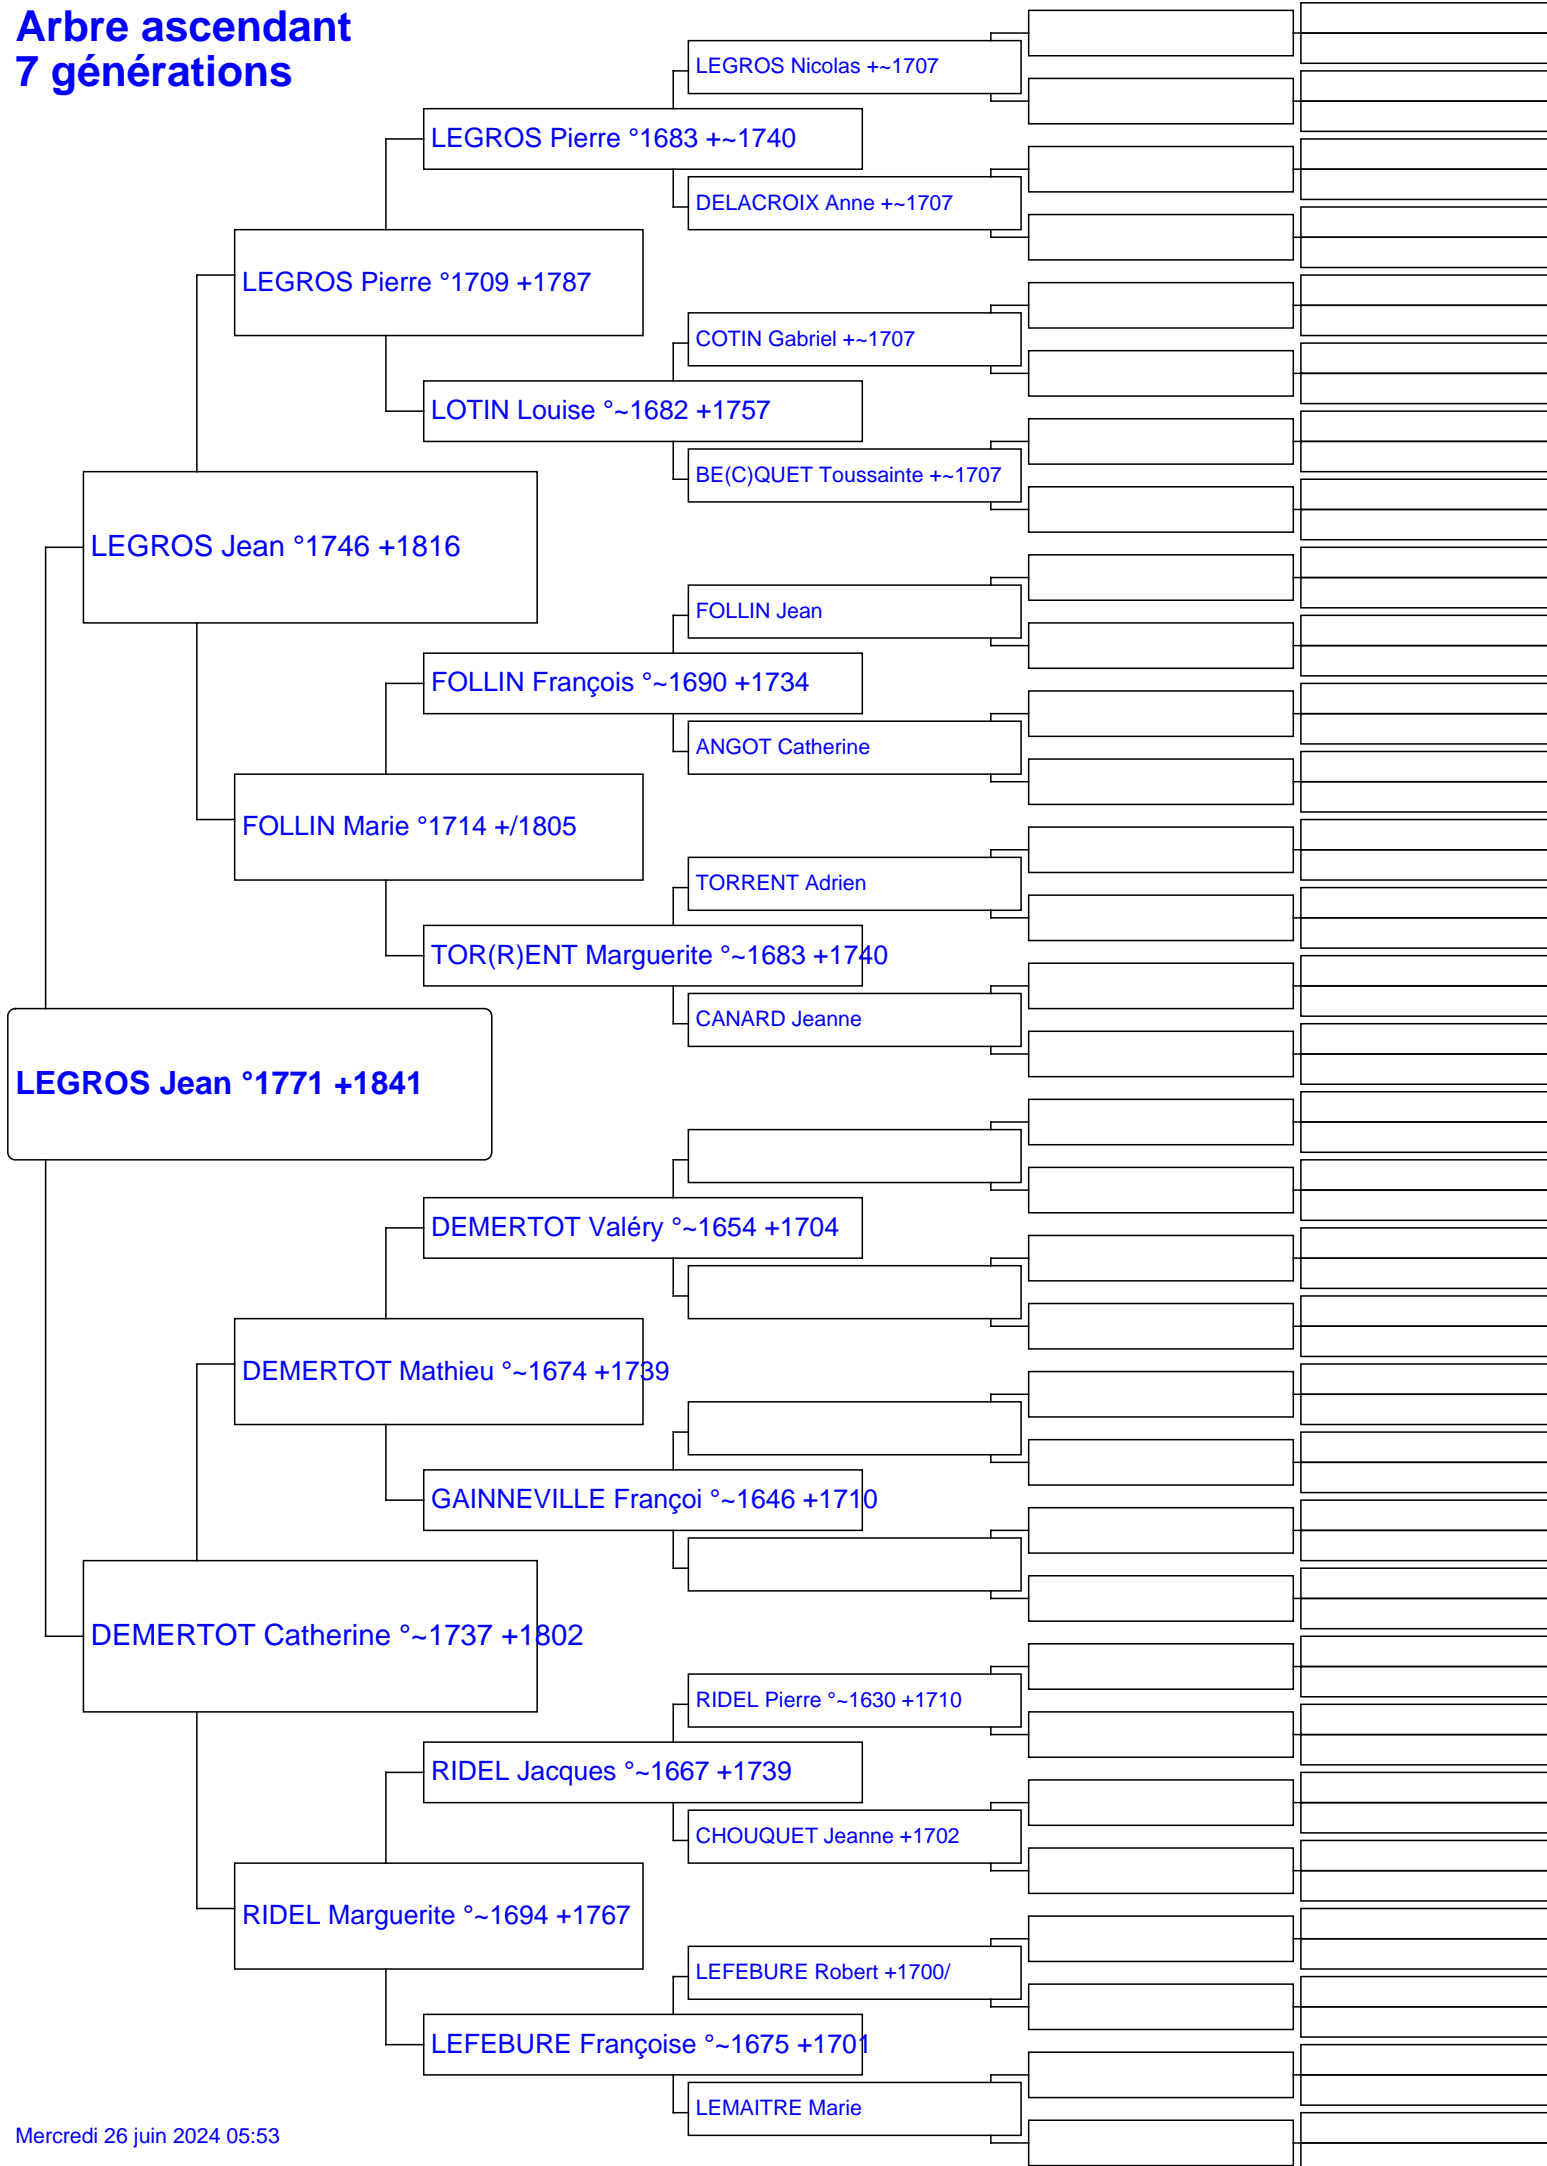 Arbre ascendant
7 générations
LEGROS Nicolas +~1707
LEGROS Pierre °1683 +~1740
DELACROIX Anne +~1707
LEGROS Pierre °1709 +1787
COTIN Gabriel +~1707
LOTIN Louise °~1682 +1757
BE(C)QUET Toussainte +~1707
LEGROS Jean °1746 +1816
FOLLIN Jean
FOLLIN François °~1690 +1734
ANGOT Catherine
FOLLIN Marie °1714 +/1805
TORRENT Adrien
TOR(R)ENT Marguerite °~1683 +1740
CANARD Jeanne
LEGROS Jean °1771 +1841
DEMERTOT Valéry °~1654 +1704
DEMERTOT Mathieu °~1674 +1739
GAINNEVILLE Françoi °~1646 +1710
DEMERTOT Catherine °~1737 +1802
RIDEL Pierre °~1630 +1710
RIDEL Jacques °~1667 +1739
CHOUQUET Jeanne +1702
RIDEL Marguerite °~1694 +1767
LEFEBURE Robert +1700/
LEFEBURE Françoise °~1675 +1701
LEMAITRE Marie
Mercredi 26 juin 2024 05:53